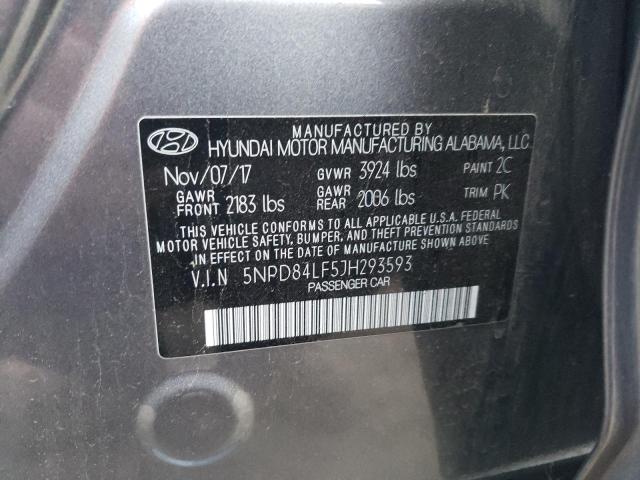 MANUFACTURED BY
HYUNDAI MOTOR MANUFACTURING ALABAMA, LLC.
Nov/07/17 GVWR 3924 lbs PAINT 2C
GAWR FRONT 2183 lbs GAWR REAR 2006 lbs TRIM PK
THIS VEHICLE CONFORMS TO ALL APPLICABLE U.S.A. FEDERAL
MOTOR VEHICLE SAFETY, BUMPER, AND THEFT PREVENTION STANDARDS
IN EFFECT ON THE DATE OF MANUFACTURE SHOWN ABOVE.
V.I.N 5NPD84LF5JH293593
PASSENGER CAR